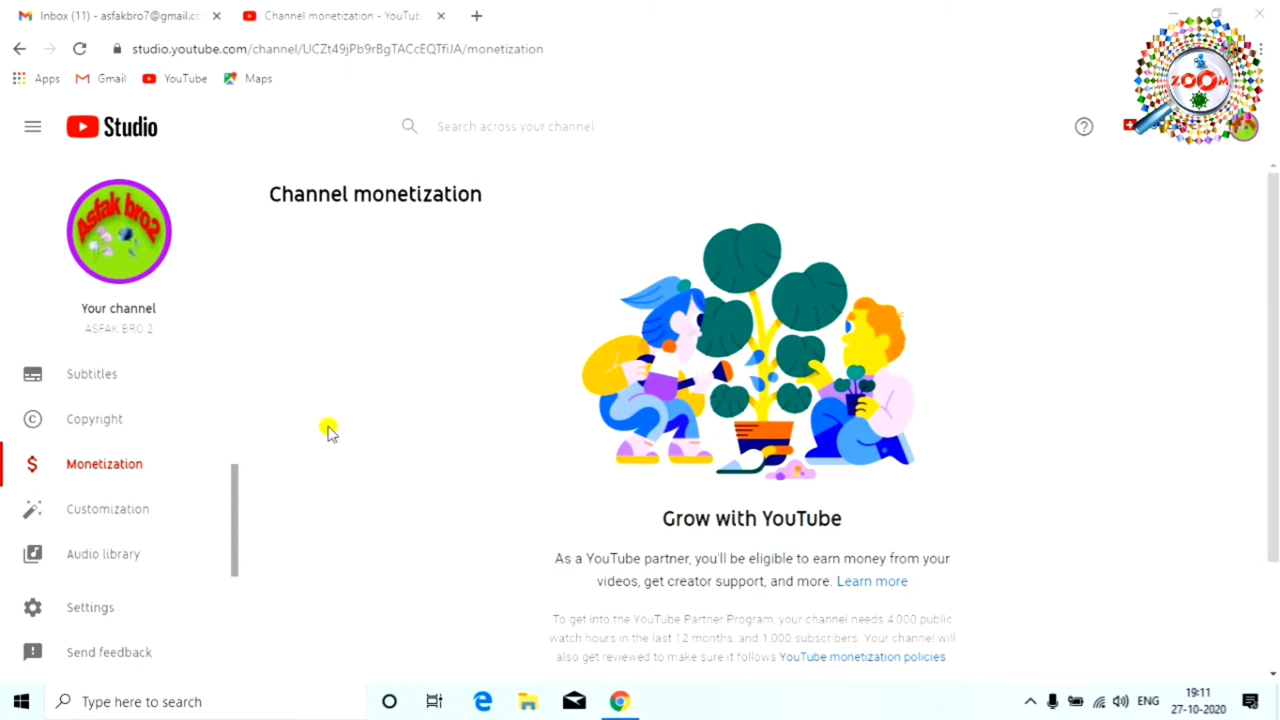 Inbox (11) - asfakbro7@gmail.co
Channel monetization - YouTub
studio.youtube.com/channel/UCZt49jPb9rBgTACcEQTfiJA/monetization
Apps
Gmail
YouTube
Maps
ZOOM
Studio
Search across your channel
Channel monetization
Asfak bro2
Your channel
ASFAK BRO 2
Subtitles
Copyright
Monetization
Customization
Audio library
Settings
Send feedback
Grow with YouTube
As a YouTube partner, you'll be eligible to earn money from your
videos, get creator support, and more. Learn more
To get into the YouTube Partner Program, your channel needs 4,000 public
watch hours in the last 12 months, and 1,000 subscribers. Your channel will
also get reviewed to make sure it follows YouTube monetization policies.
Type here to search
ENG
19:11
27-10-2020